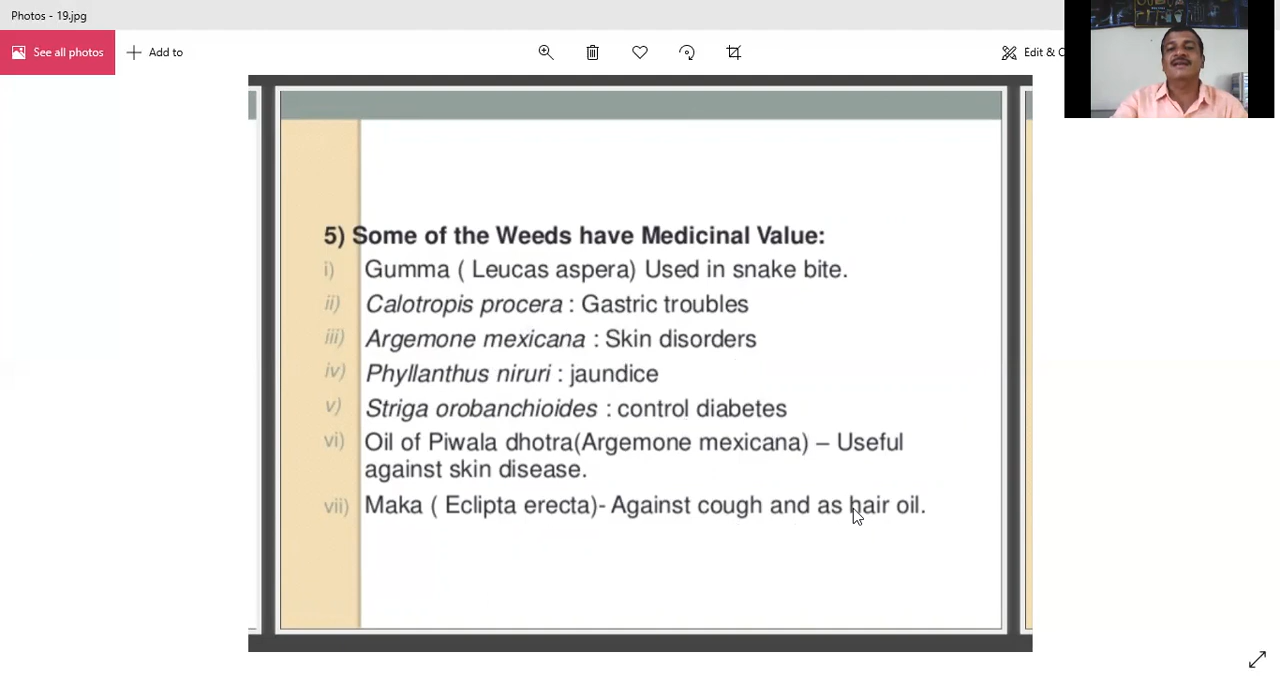 Photos - 19.jpg
See all photos
Add to
Edit & C
5) Some of the Weeds have Medicinal Value:
i) Gumma ( Leucas aspera) Used in snake bite.
ii) Calotropis procera : Gastric troubles
iii) Argemone mexicana : Skin disorders
iv) Phyllanthus niruri : jaundice
v) Striga orobanchioides : control diabetes
vi) Oil of Piwala dhotra(Argemone mexicana) – Useful
against skin disease.
vii) Maka ( Eclipta erecta)- Against cough and as hair oil.